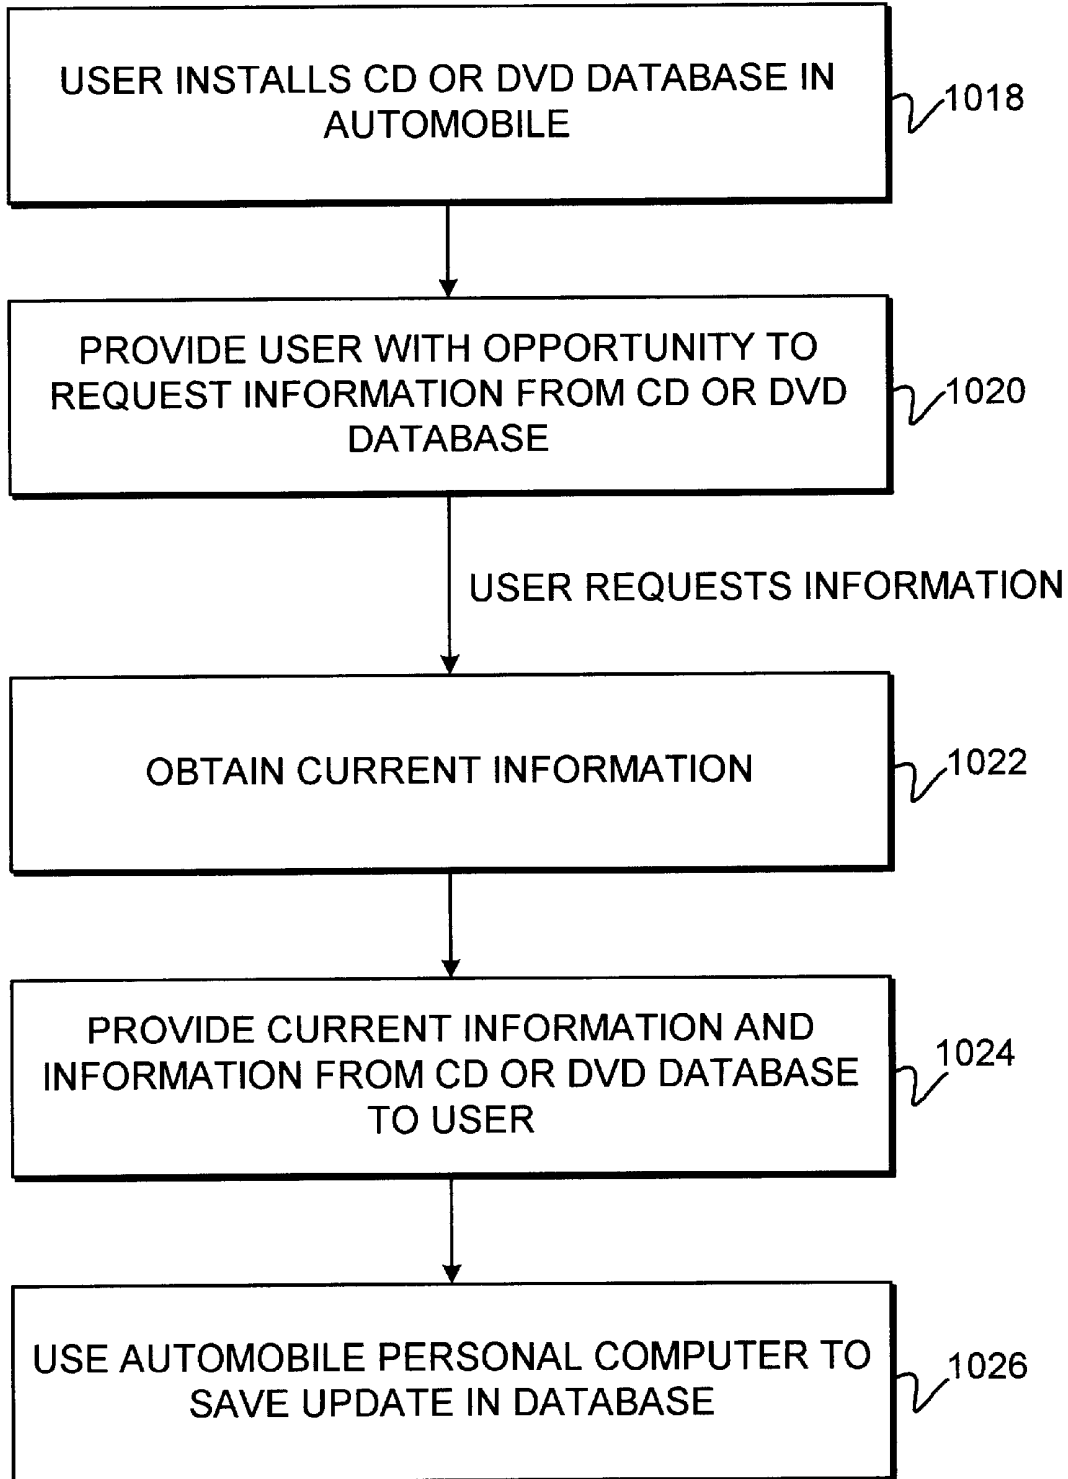 USER INSTALLS CD OR DVD DATABASE IN
AUTOMOBILE
1018
PROVIDE USER WITH OPPORTUNITY TO
REQUEST INFORMATION FROM CD OR DVD
DATABASE
1020
USER REQUESTS INFORMATION
OBTAIN CURRENT INFORMATION
1022
PROVIDE CURRENT INFORMATION AND
INFORMATION FROM CD OR DVD DATABASE
TO USER
1024
USE AUTOMOBILE PERSONAL COMPUTER TO
SAVE UPDATE IN DATABASE
1026